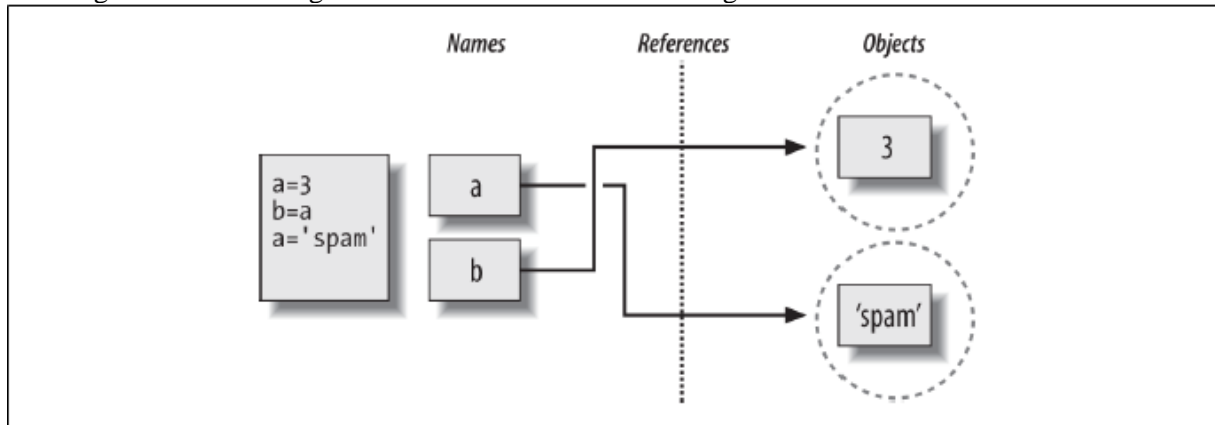 Names References Objects
3
a=3
b=a
a='spam'
a
b
'spam'